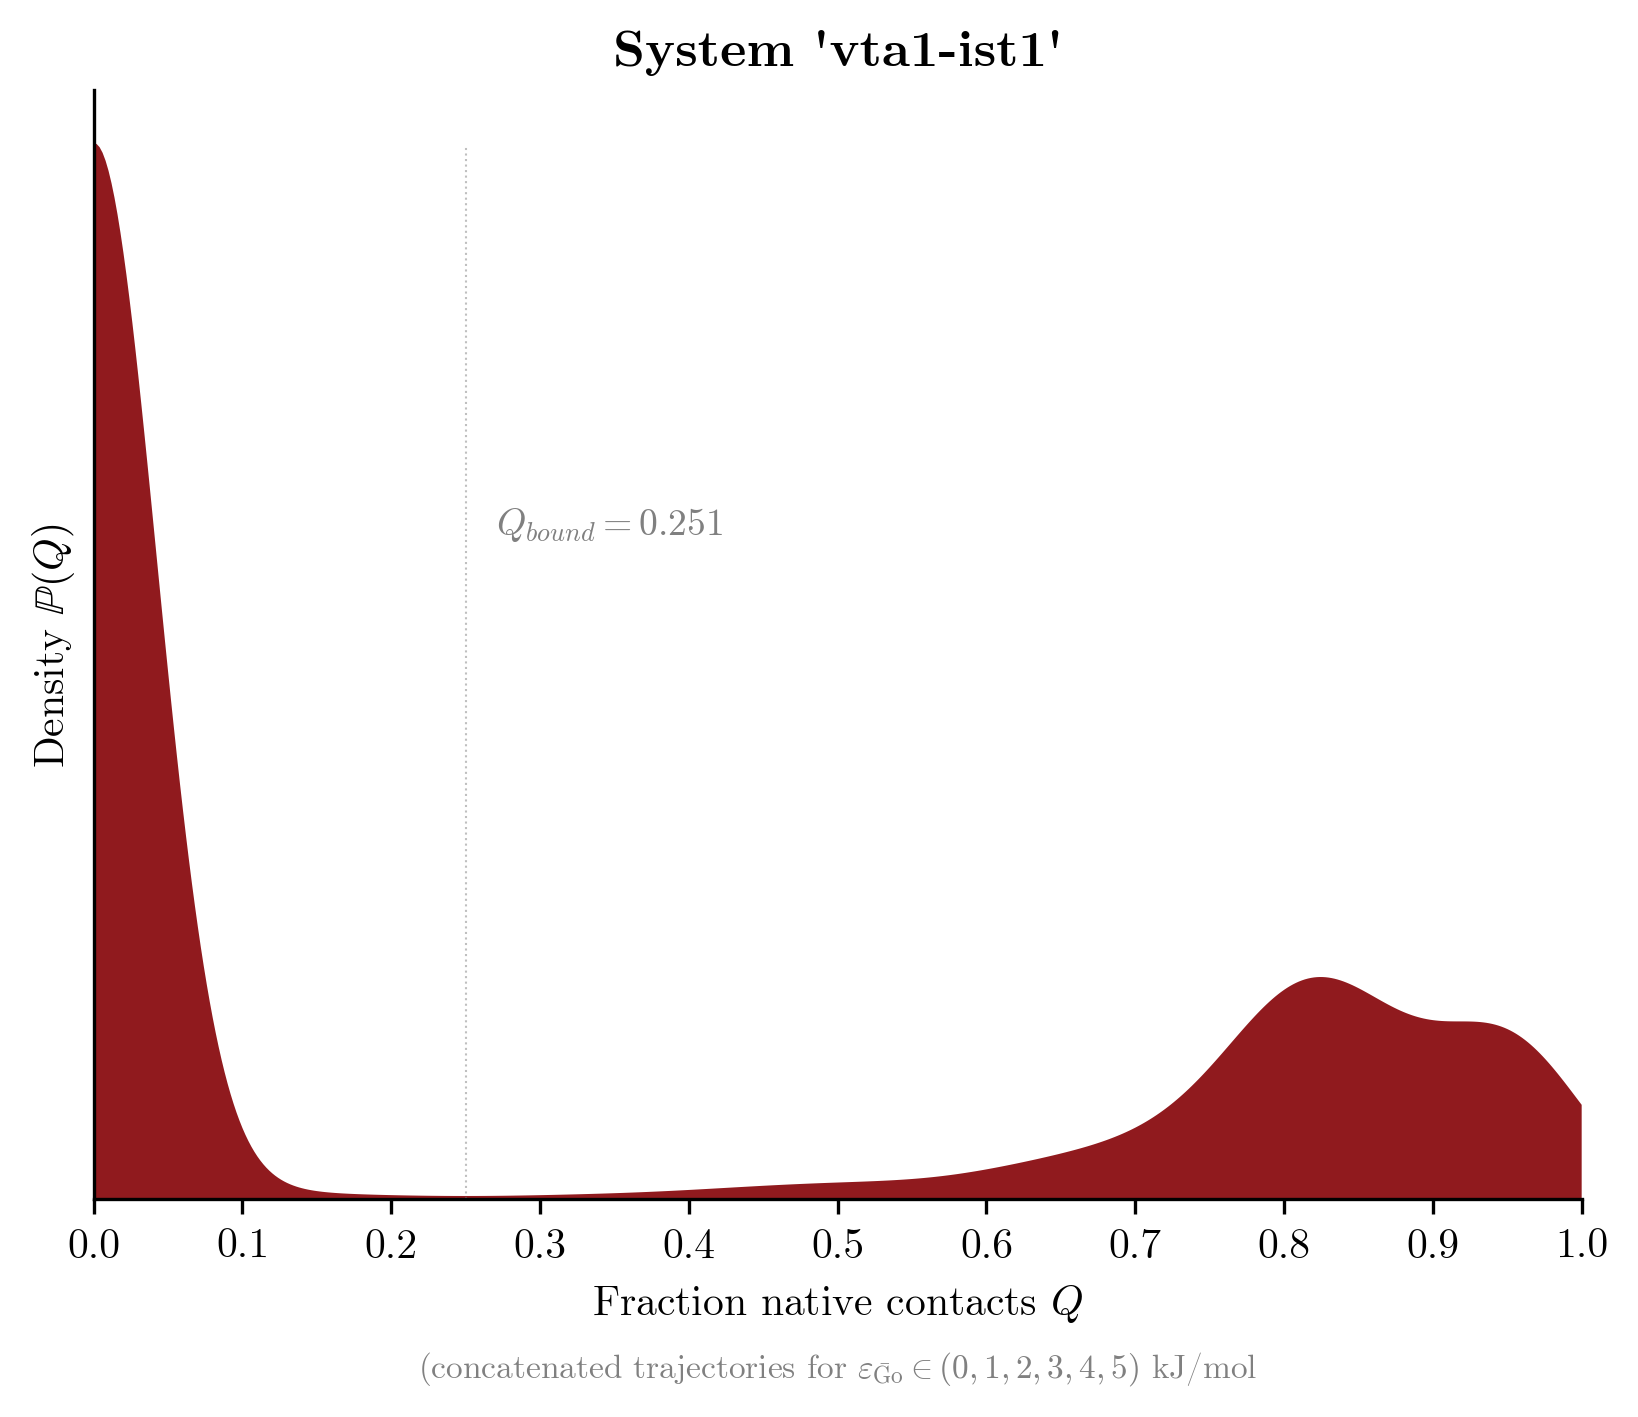 System 'vta1-ist1'
Density ℙ(Q)
Q_bound = 0.251
0.0 0.1 0.2 0.3 0.4 0.5 0.6 0.7 0.8 0.9 1.0
Fraction native contacts Q
(concatenated trajectories for ε_Ḡo ∈ (0, 1, 2, 3, 4, 5) kJ/mol